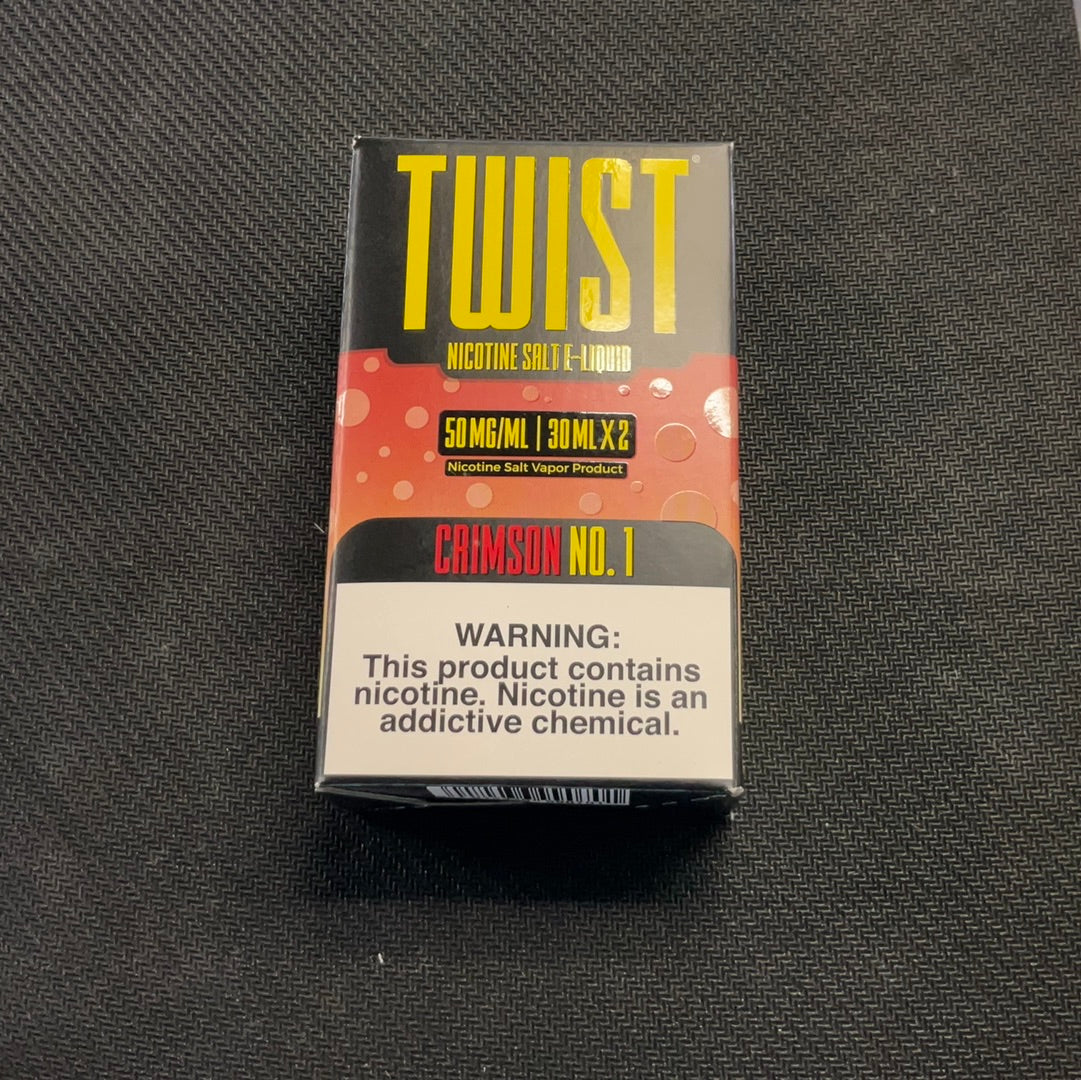 TWIST®
NICOTINE SALT E-LIQUID
50 MG/ML | 30 ML X 2
Nicotine Salt Vapor Product
CRIMSON NO. 1
WARNING:
This product contains
nicotine. Nicotine is an
addictive chemical.